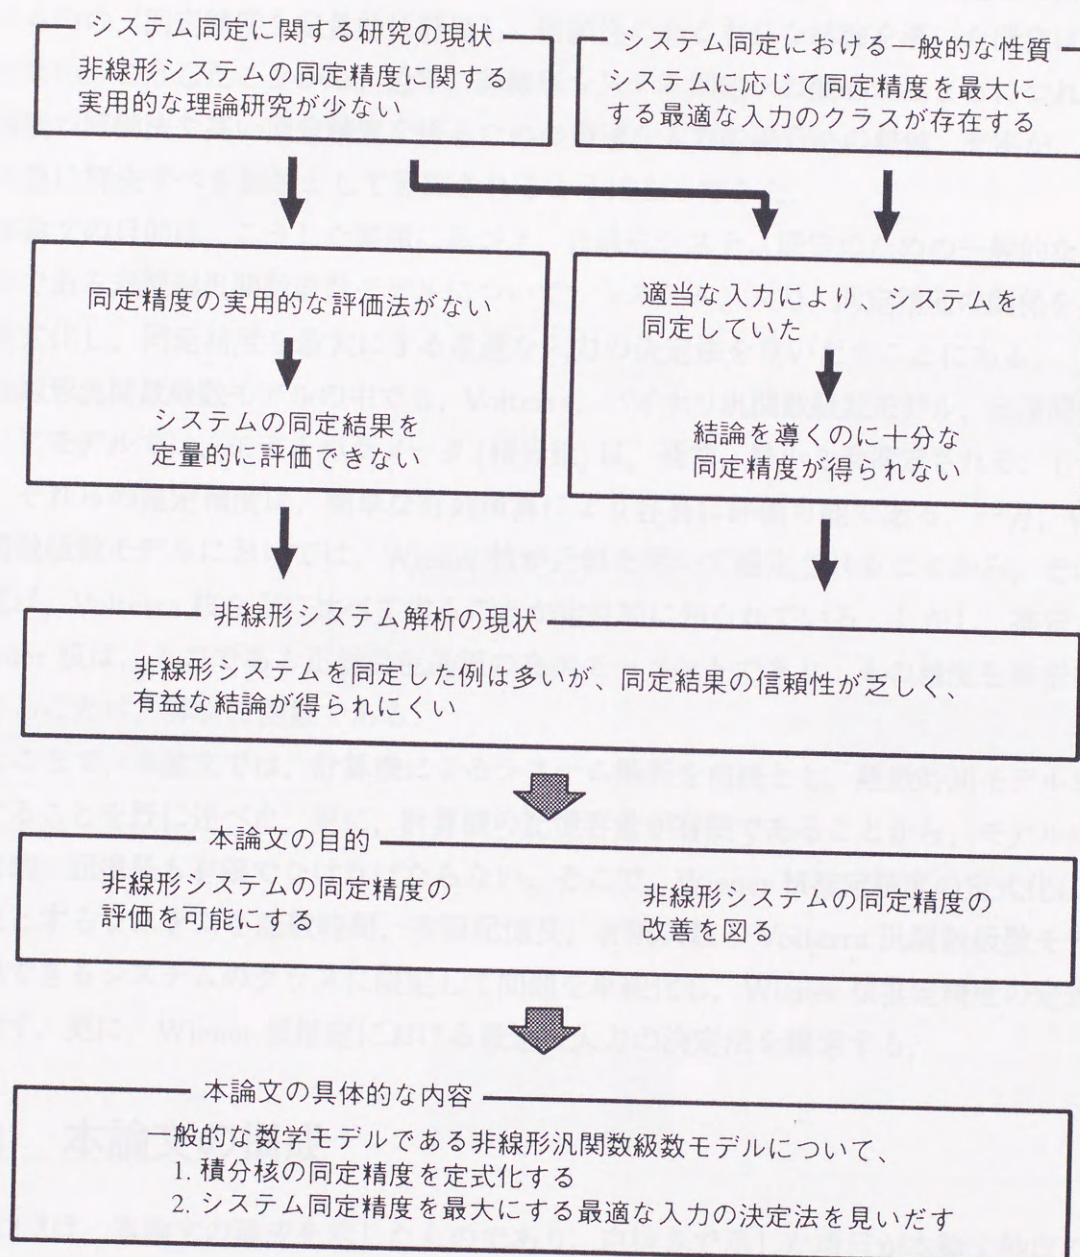 システム同定に関する研究の現状
非線形システムの同定精度に関する
実用的な理論研究が少ない
システム同定における一般的な性質
システムに応じて同定精度を最大に
する最適な入力のクラスが存在する
同定精度の実用的な評価法がない
システムの同定結果を
定量的に評価できない
適当な入力により、システムを
同定していた
結論を導くのに十分な
同定精度が得られない
非線形システム解析の現状
非線形システムを同定した例は多いが、同定結果の信頼性が乏しく、
有益な結論が得られにくい
本論文の目的
非線形システムの同定精度の
評価を可能にする
非線形システムの同定精度の
改善を図る
本論文の具体的な内容
一般的な数学モデルである非線形汎関数級数モデルについて、
1. 積分核の同定精度を定式化する
2. システム同定精度を最大にする最適な入力の決定法を見いだす